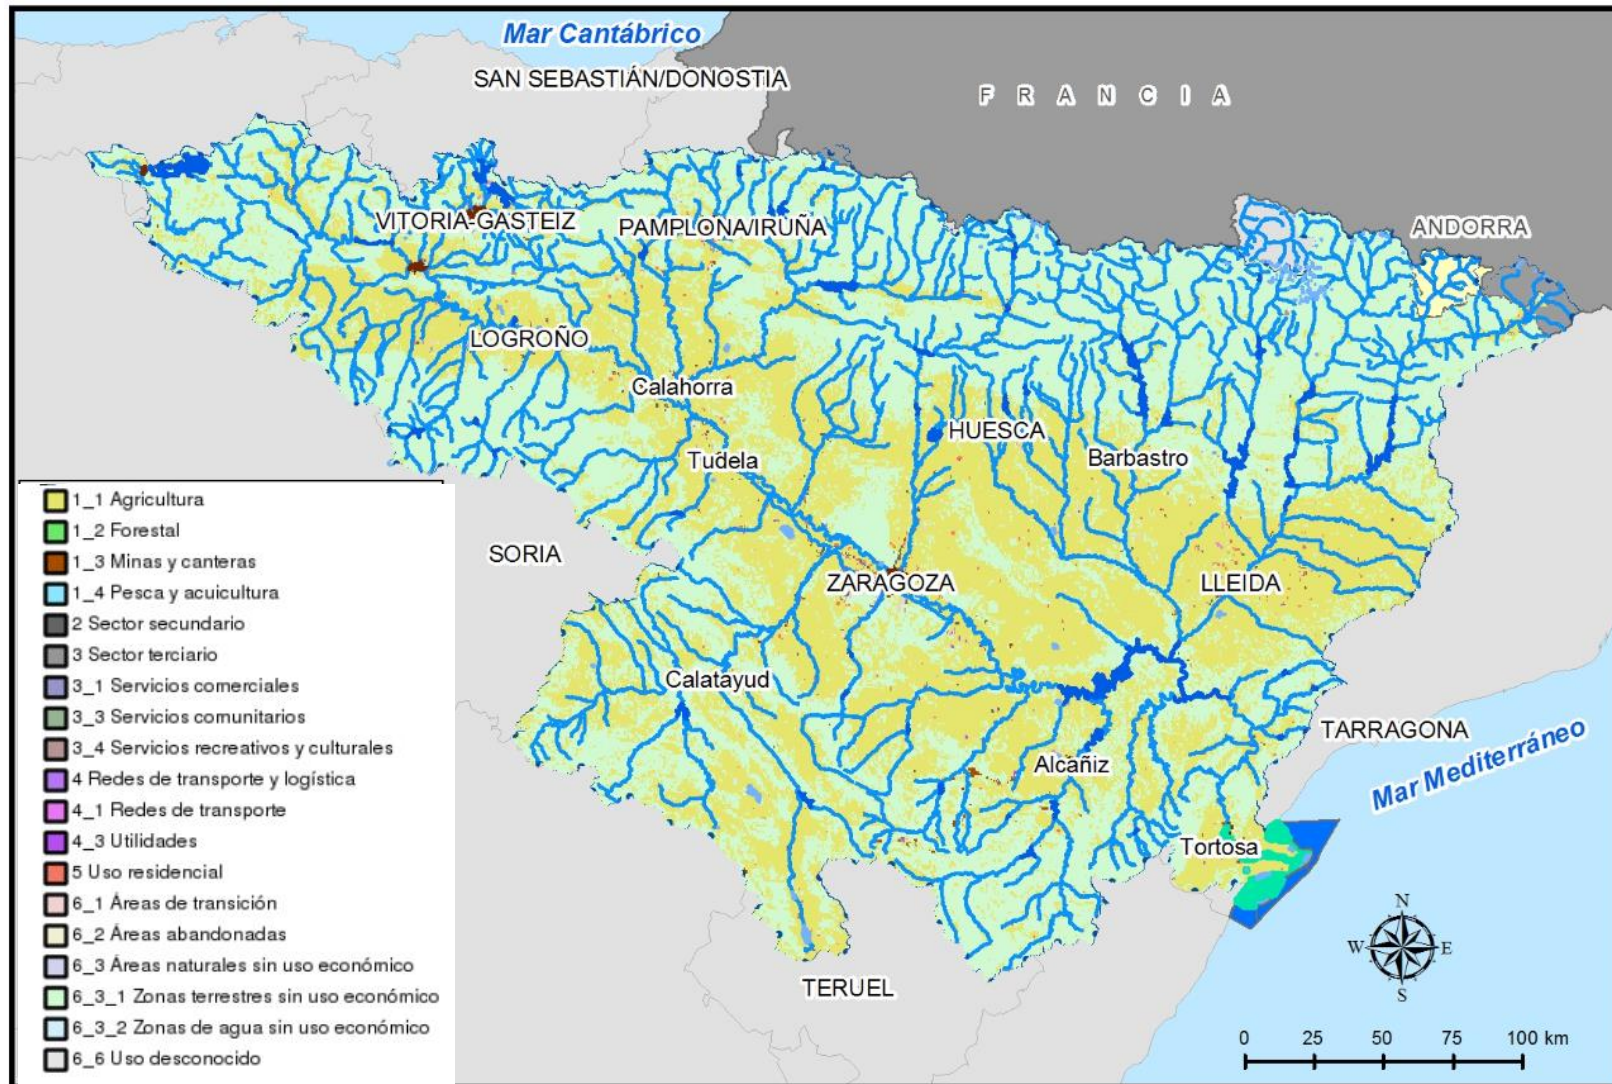 Mar Cantábrico
SAN SEBASTIÁN/DONOSTIA
F R A N C I A
VITORIA-GASTEIZ
PAMPLONA/IRUÑA
ANDORRA
LOGROÑO
Calahorra
HUESCA
Tudela
Barbastro
SORIA
ZARAGOZA
LLEIDA
Calatayud
TARRAGONA
Mar Mediterráneo
Alcañiz
Tortosa
TERUEL
1_1 Agricultura
1_2 Forestal
1_3 Minas y canteras
1_4 Pesca y acuicultura
2 Sector secundario
3 Sector terciario
3_1 Servicios comerciales
3_3 Servicios comunitarios
3_4 Servicios recreativos y culturales
4 Redes de transporte y logística
4_1 Redes de transporte
4_3 Utilidades
5 Uso residencial
6_1 Áreas de transición
6_2 Áreas abandonadas
6_3 Áreas naturales sin uso económico
6_3_1 Zonas terrestres sin uso económico
6_3_2 Zonas de agua sin uso económico
6_6 Uso desconocido
N
W E
S
0 25 50 75 100 km